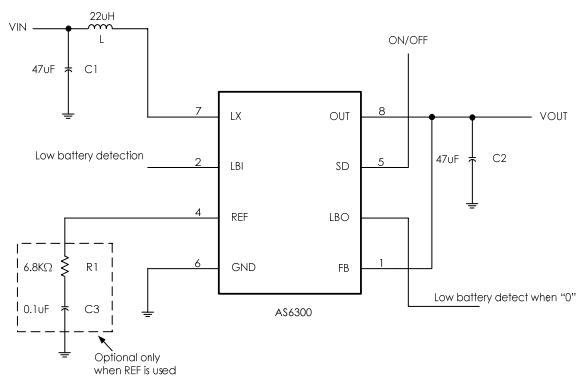 22uH
VIN
L
ON/OFF
47uF
C1
7
LX
OUT
8
VOUT
Low battery detection
2
LBI
SD
5
47uF
C2
4
REF
LBO
6.8KΩ
R1
6
GND
FB
1
0.1uF
C3
Low battery detect when "0"
AS6300
Optional only
when REF is used